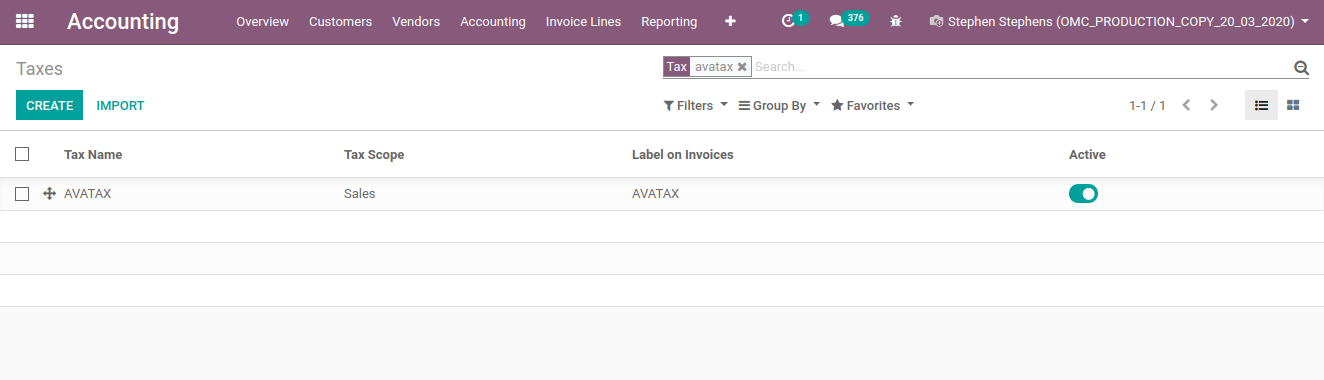 Accounting Overview Customers Vendors Accounting Invoice Lines Reporting 1 376 Stephen Stephens (OMC_PRODUCTION_COPY_20_03_2020)
Taxes Tax avatax Search...
CREATE IMPORT Filters Group By Favorites 1-1 / 1
Tax Name Tax Scope Label on Invoices Active
AVATAX Sales AVATAX